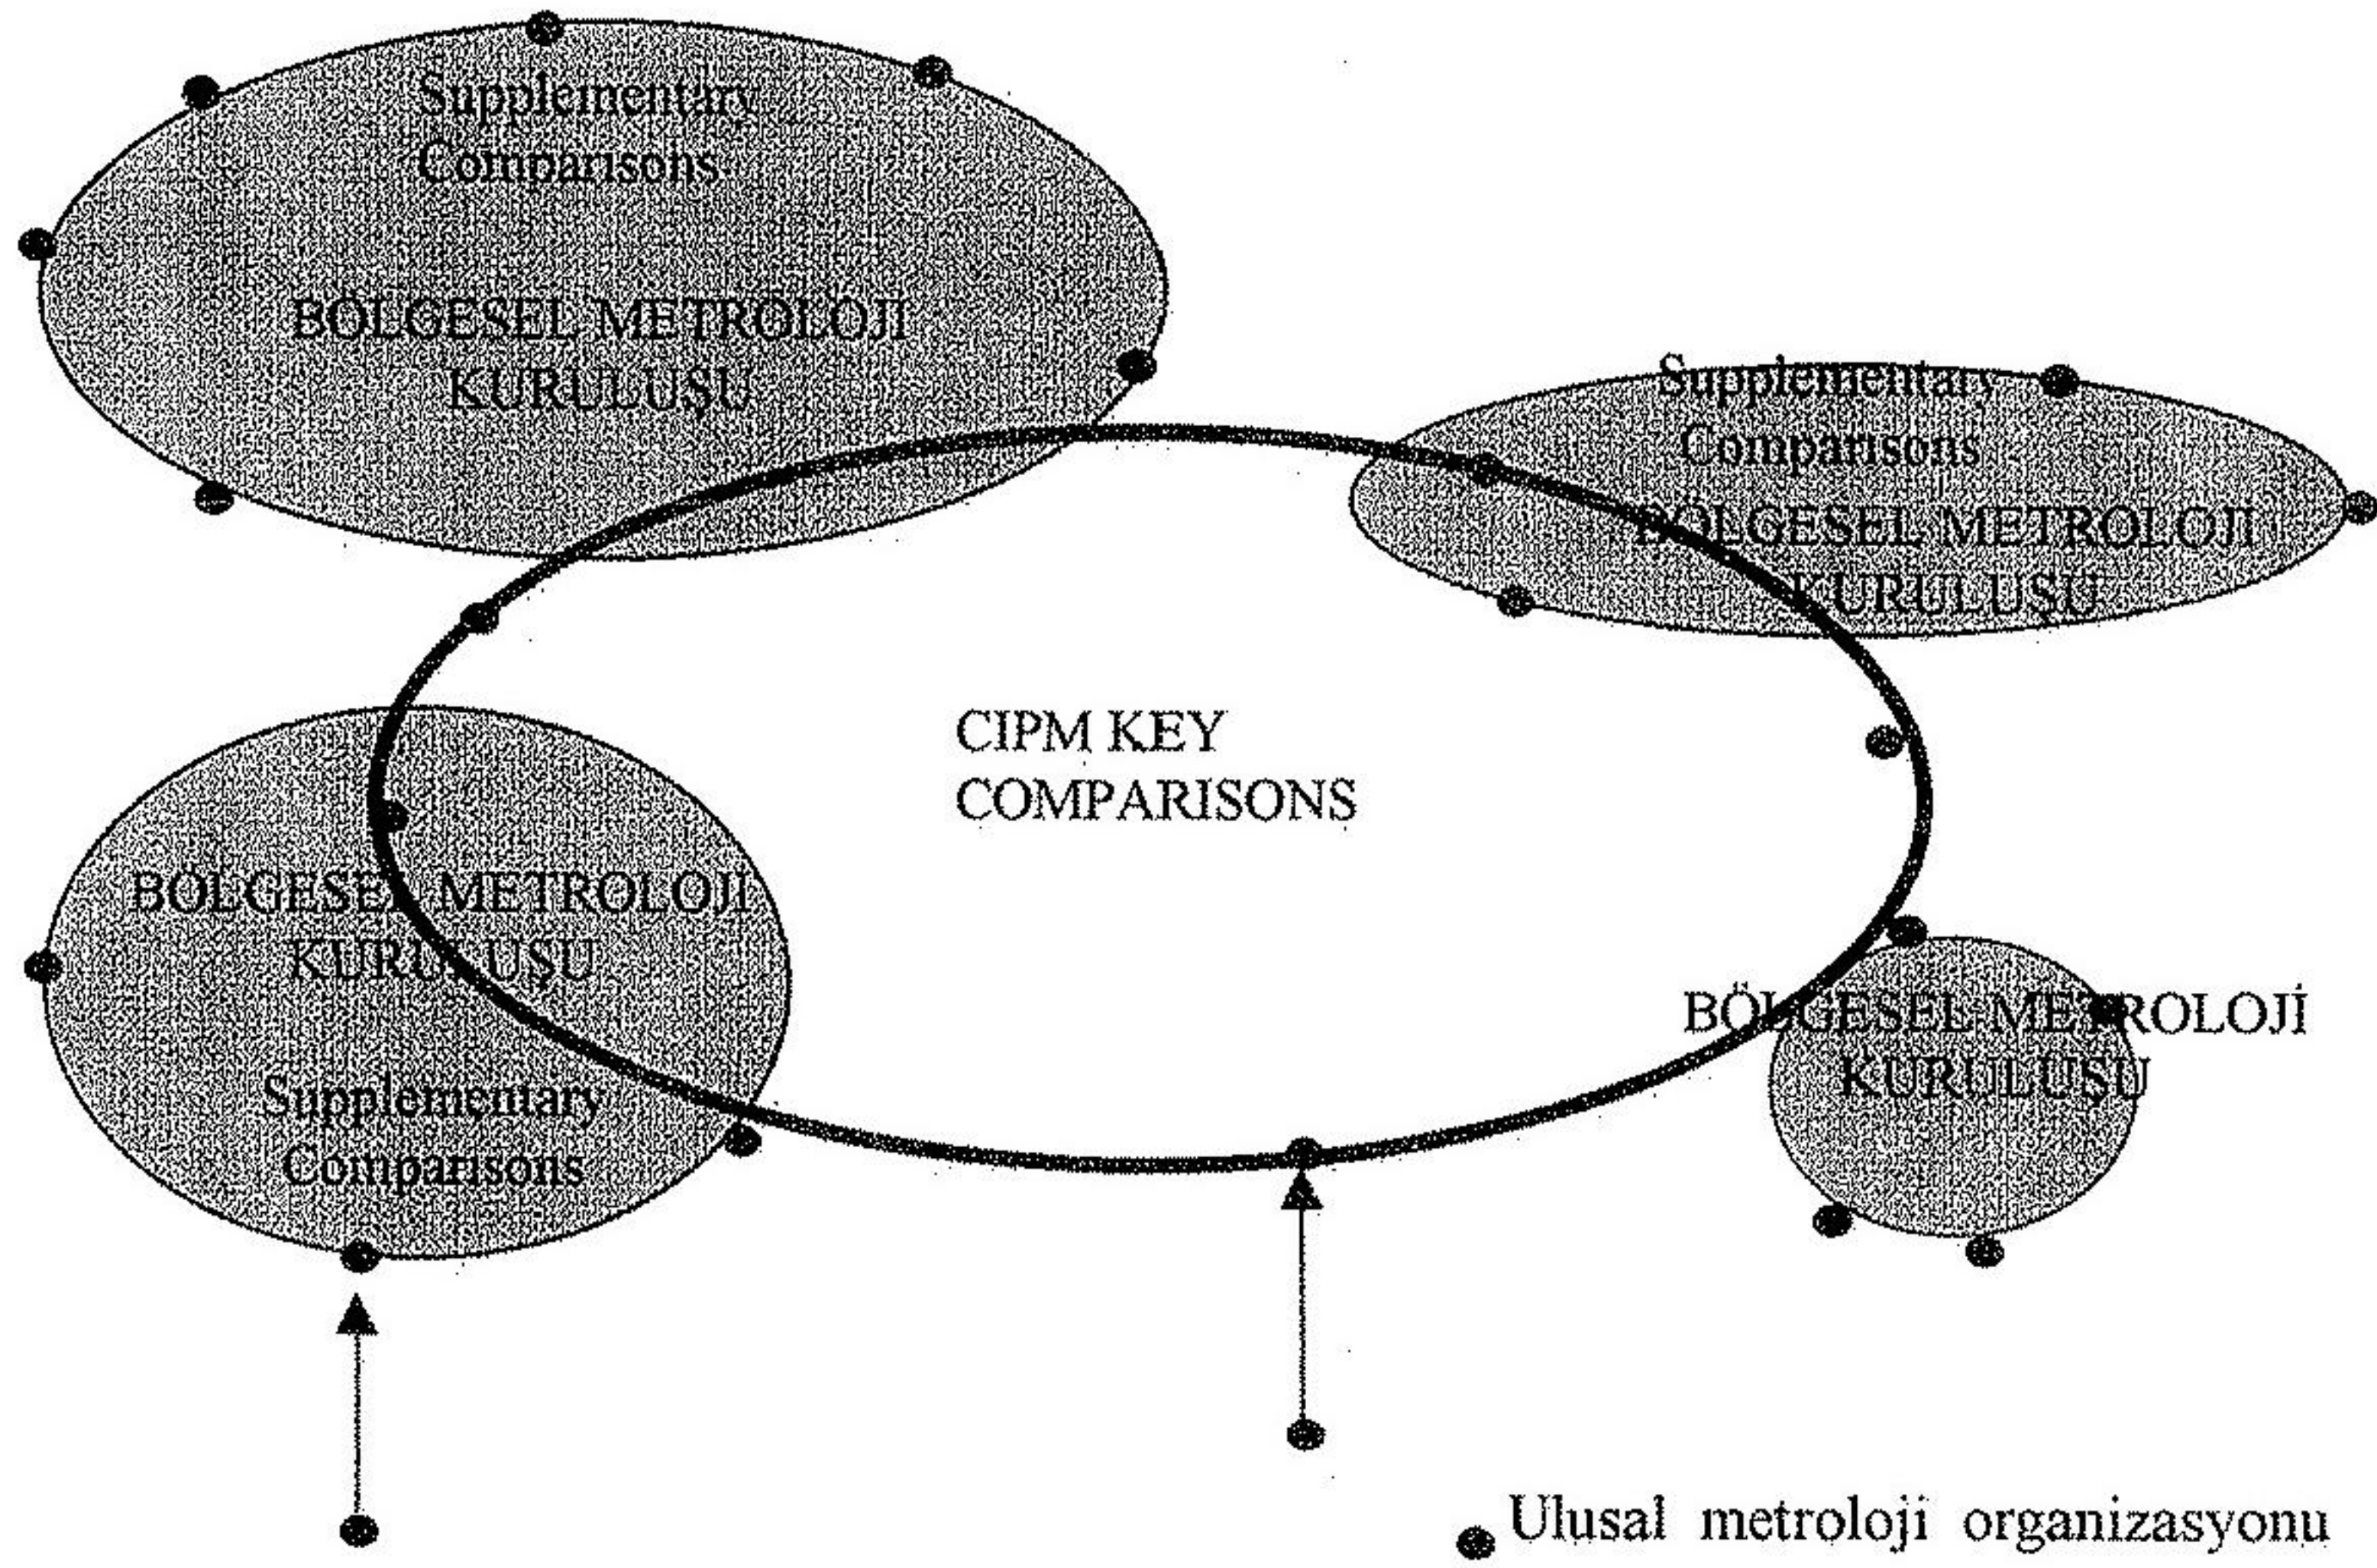 Supplementary
Comparisons
BÖLGESEL METROLOJI
KURULUŞU
Supplementary
Comparisons
BÖLGESEL METROLOJI
KURULUŞU
CIPM KEY
COMPARISONS
BÖLGESEL METROLOJI
KURULUŞU
Supplementary
Comparisons
BÖLGESEL METROLOJİ
KURULUŞU
Ulusal metroloji organizasyonu